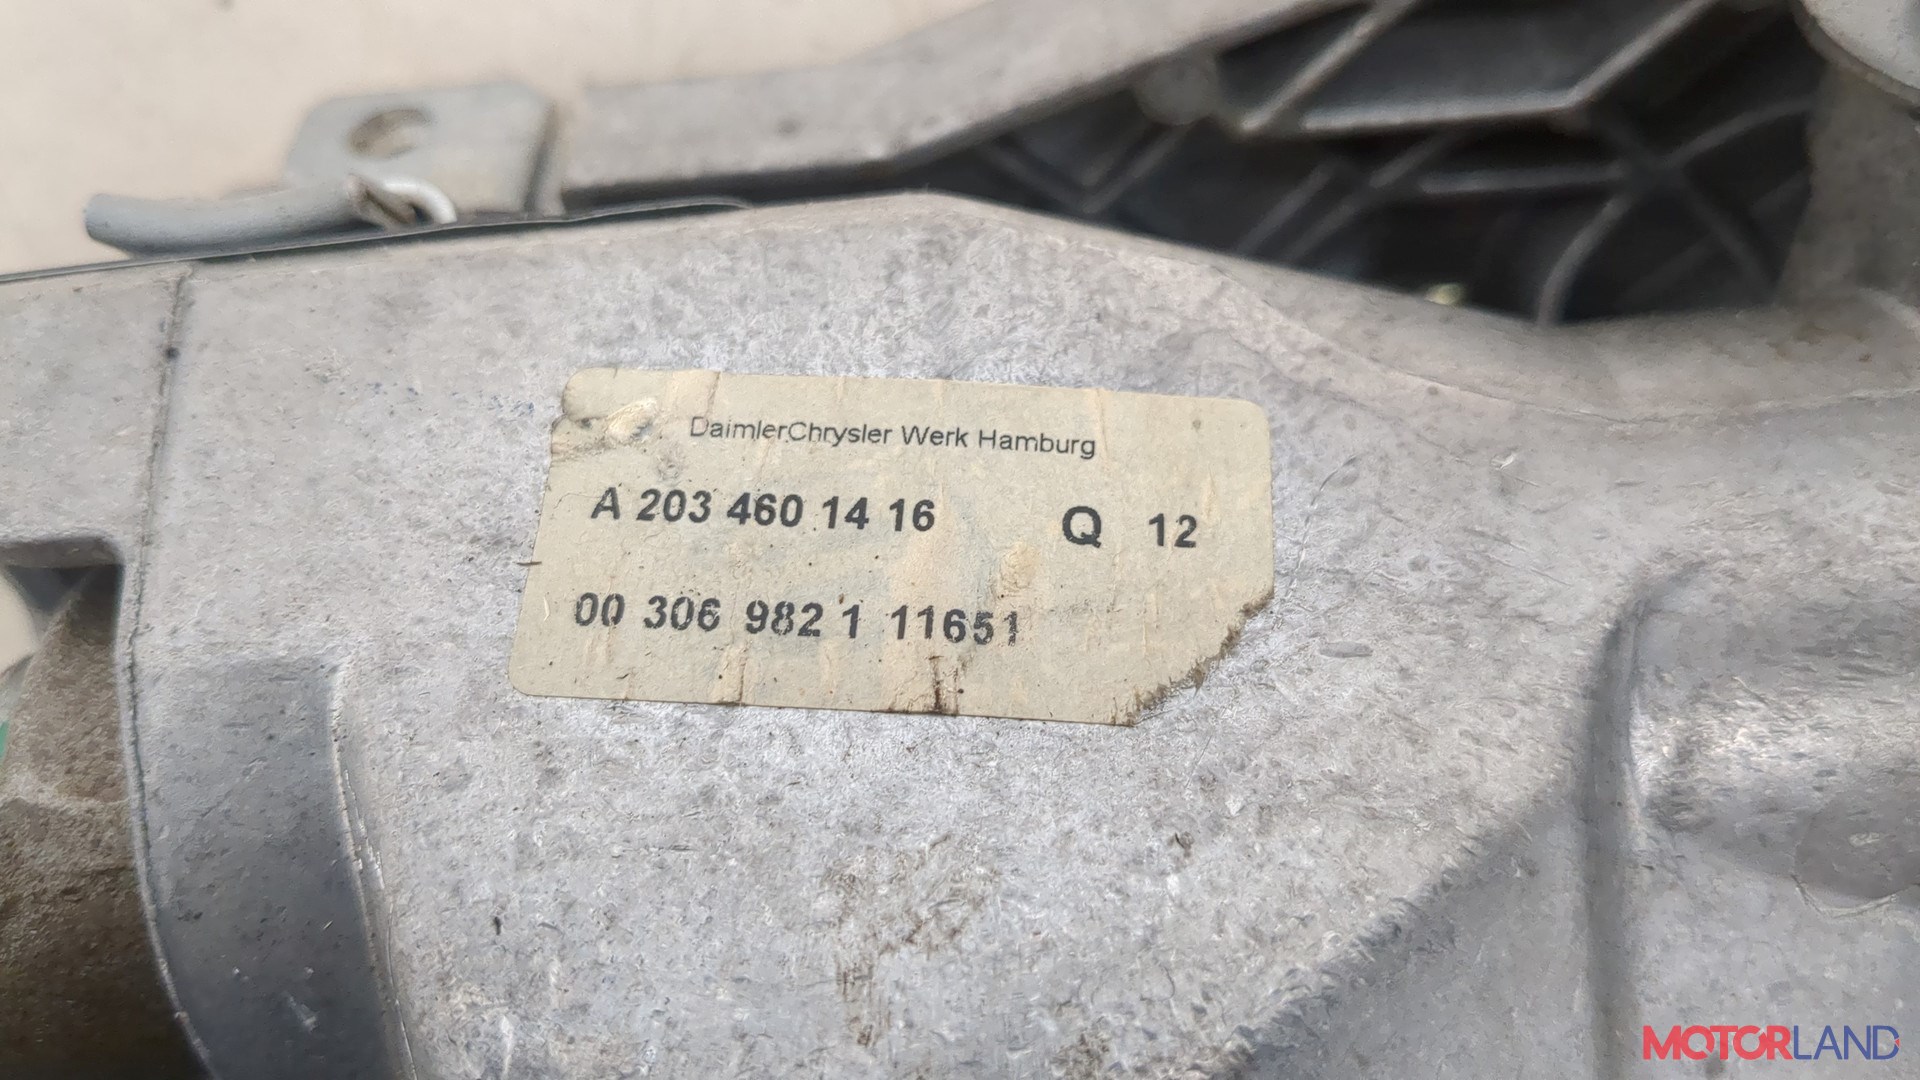 DaimlerChrysler Werk Hamburg
A 203 460 14 16 Q 12
00 306 982 1 11651
MOTORLAND